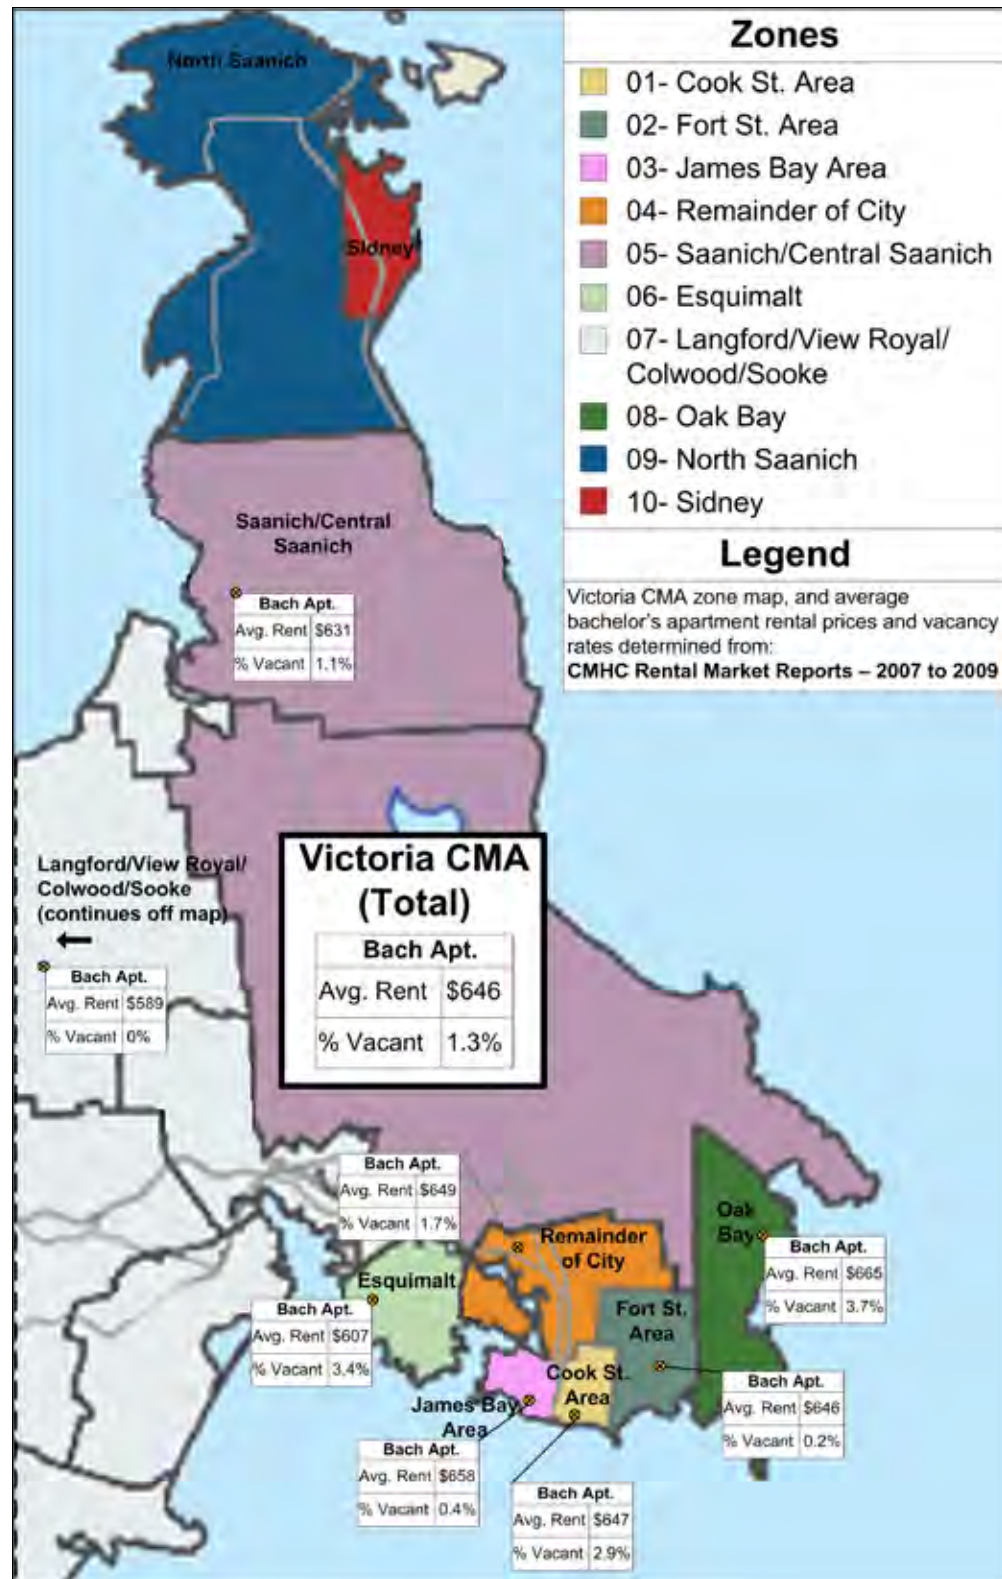 Zones
01- Cook St. Area
02- Fort St. Area
03- James Bay Area
04- Remainder of City
05- Saanich/Central Saanich
06- Esquimalt
07- Langford/View Royal/
Colwood/Sooke
08- Oak Bay
09- North Saanich
10- Sidney
Legend
Victoria CMA zone map, and average
bachelor's apartment rental prices and vacancy
rates determined from:
CMHC Rental Market Reports – 2007 to 2009
North Saanich
Sidney
Saanich/Central
Saanich
Bach Apt.
Avg. Rent $631
% Vacant 1.1%
Langford/View Royal/
Colwood/Sooke
(continues off map)
Bach Apt.
Avg. Rent $589
% Vacant 0%
Victoria CMA
(Total)
Bach Apt.
Avg. Rent $646
% Vacant 1.3%
Bach Apt.
Avg. Rent $649
% Vacant 1.7%
Remainder
of City
Oak
Bay
Bach Apt.
Avg. Rent $665
% Vacant 3.7%
Esquimalt
Bach Apt.
Avg. Rent $607
% Vacant 3.4%
Fort St.
Area
Bach Apt.
Avg. Rent $646
% Vacant 0.2%
Cook St.
Area
James Bay
Area
Bach Apt.
Avg. Rent $658
% Vacant 0.4%
Bach Apt.
Avg. Rent $647
% Vacant 2.9%